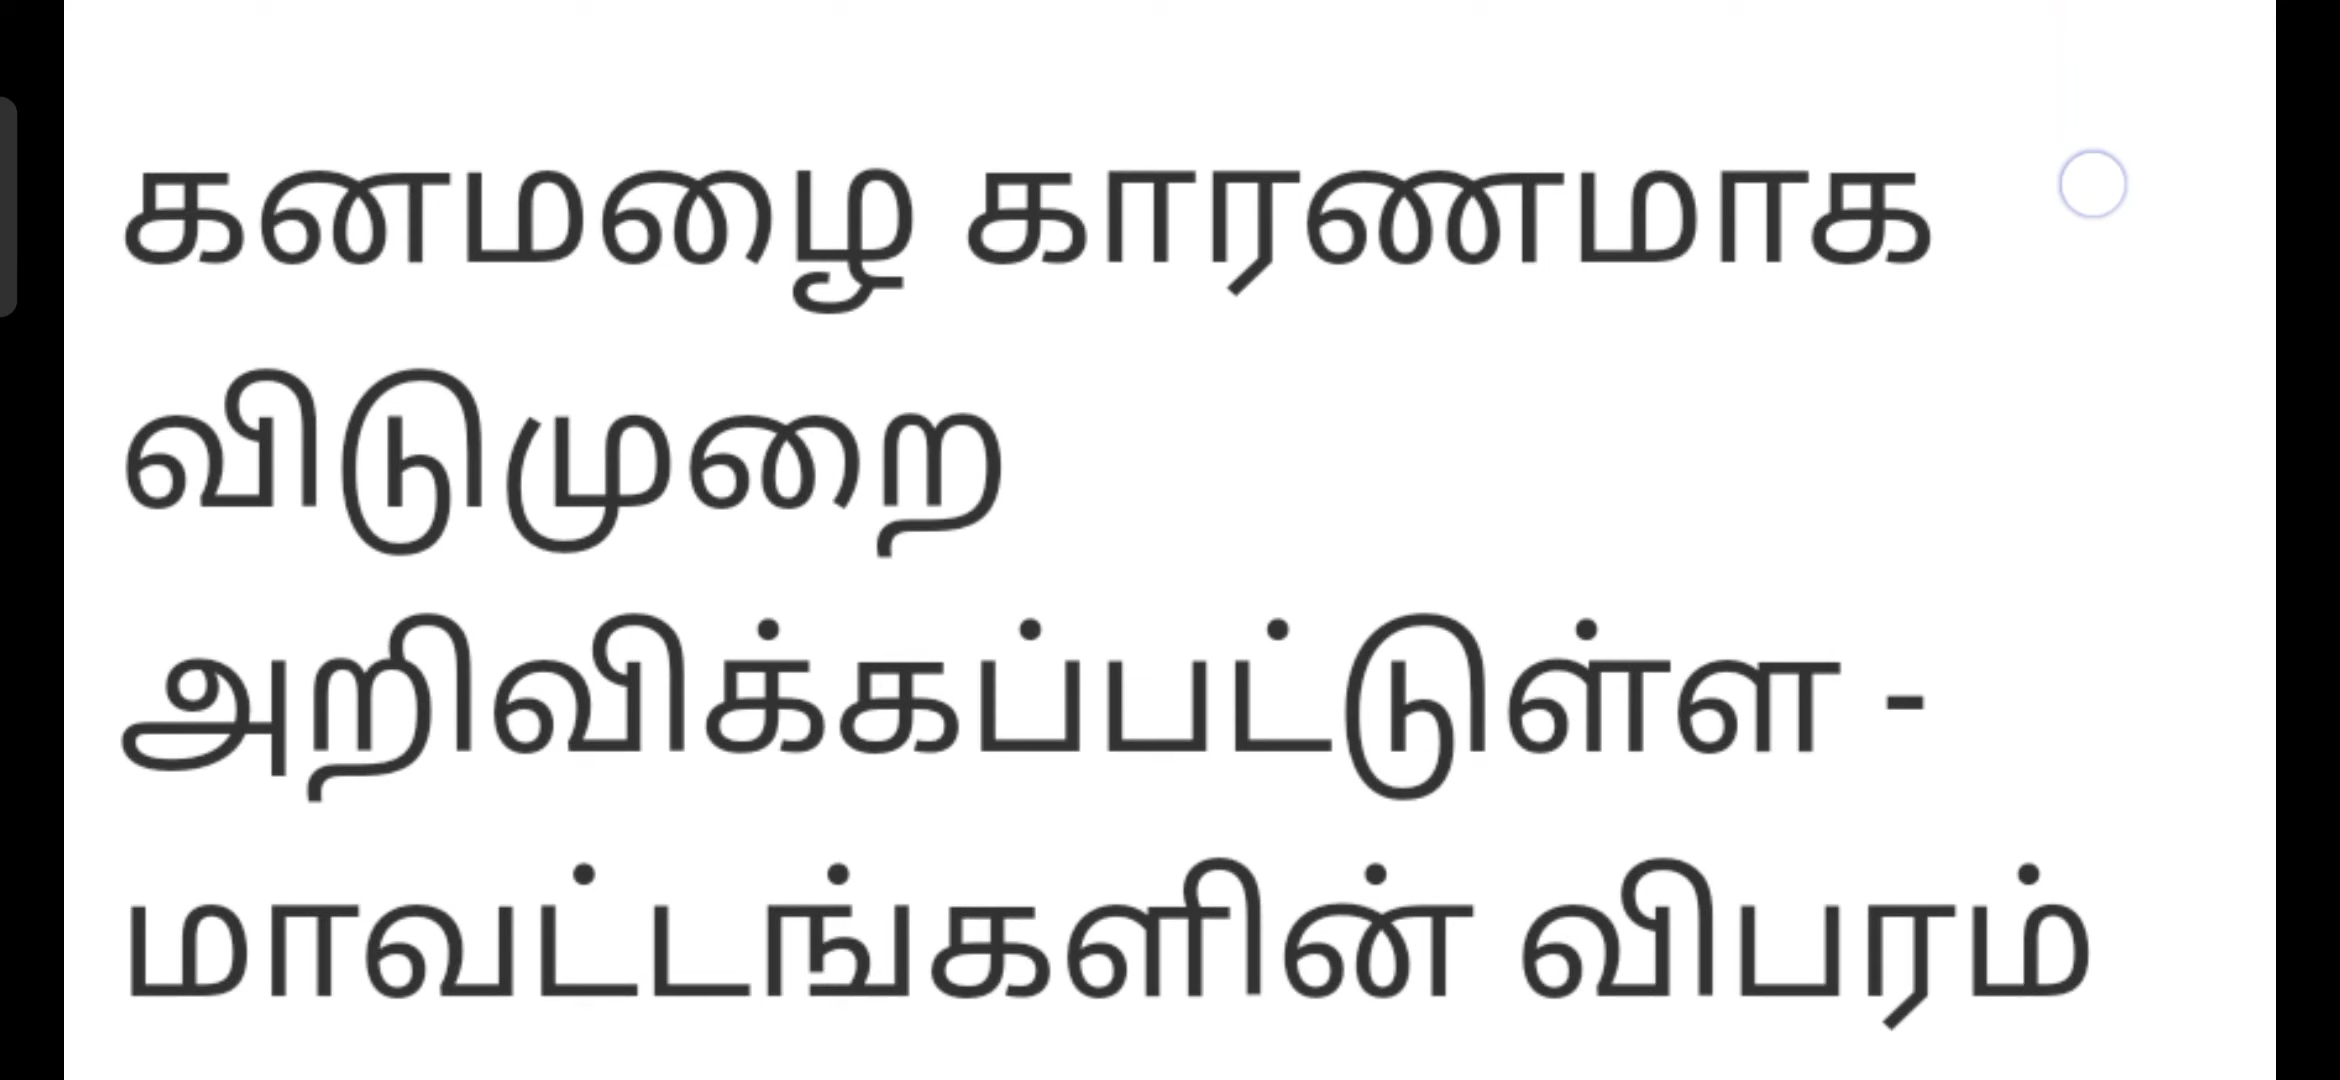 கனமழை காரணமாக
விடுமுறை
அறிவிக்கப்பட்டுள்ள -
மாவட்டங்களின் விபரம்